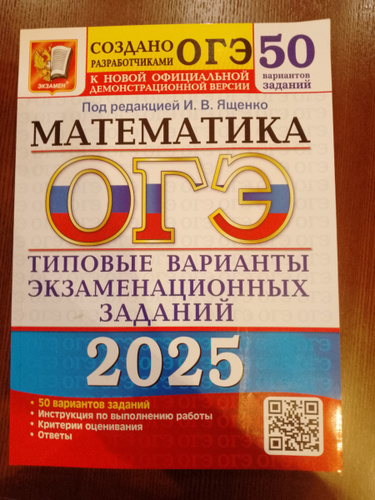 ЭКЗАМЕН
СОЗДАНО
РАЗРАБОТЧИКАМИ
ОГЭ
50
вариантов
заданий
К НОВОЙ ОФИЦИАЛЬНОЙ
ДЕМОНСТРАЦИОННОЙ ВЕРСИИ
Под редакцией И. В. Ященко
МАТЕМАТИКА
ОГЭ
ТИПОВЫЕ ВАРИАНТЫ
ЭКЗАМЕНАЦИОННЫХ
ЗАДАНИЙ
2025
• 50 вариантов заданий
• Инструкция по выполнению работы
• Критерии оценивания
• Ответы